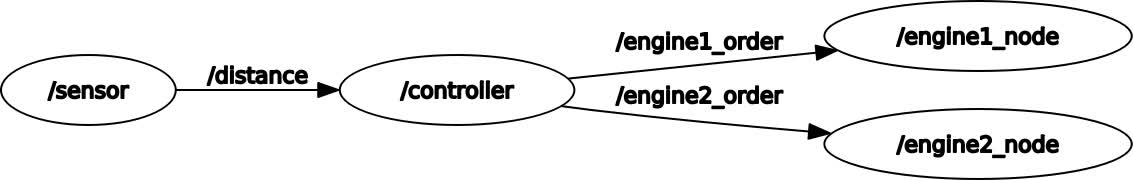 /sensor
/distance
/controller
/engine1_order
/engine2_order
/engine1_node
/engine2_node